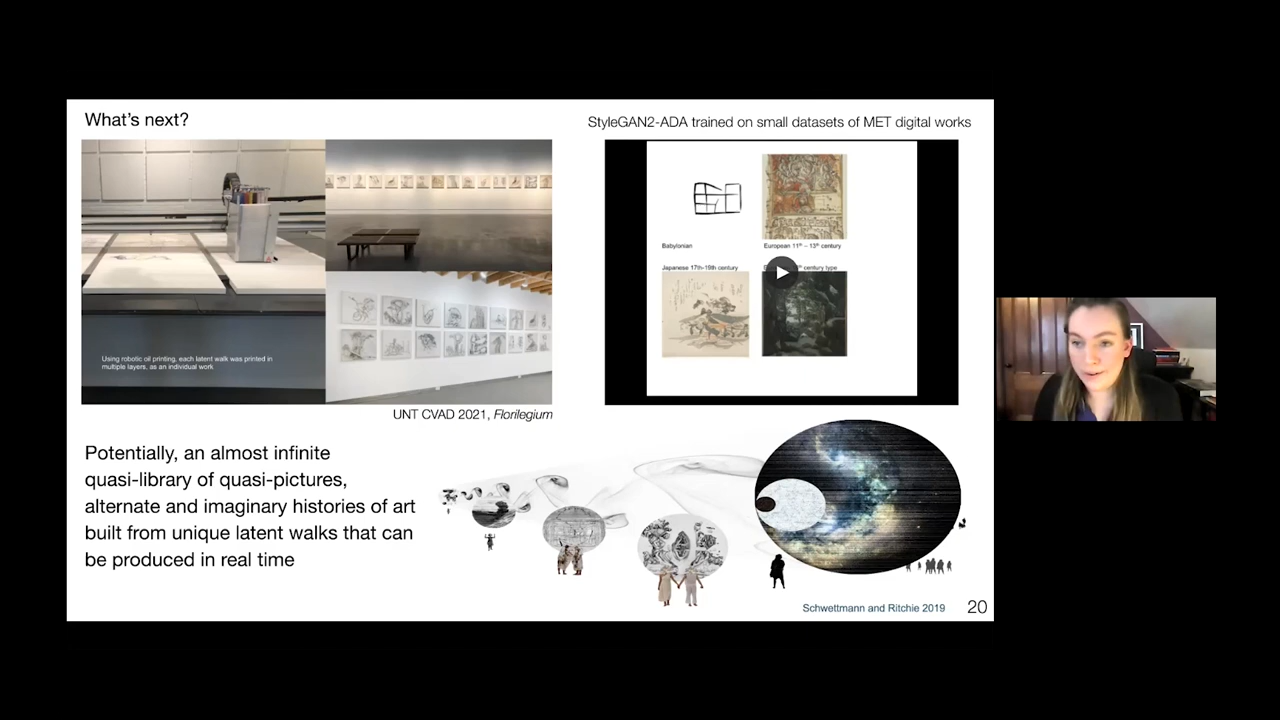 What's next?
StyleGAN2-ADA trained on small datasets of MET digital works
Babylonian
European 11th – 13th century
Japanese 17th-19th century
century type
Using robotic oil printing, each latent walk was printed in
multiple layers, as an individual work
UNT CVAD 2021, Florilegium
Potentially, an almost infinite
quasi-library of quasi-pictures,
alternate and imaginary histories of art
built from unique latent walks that can
be produced in real time
Schwettmann and Ritchie 2019
20